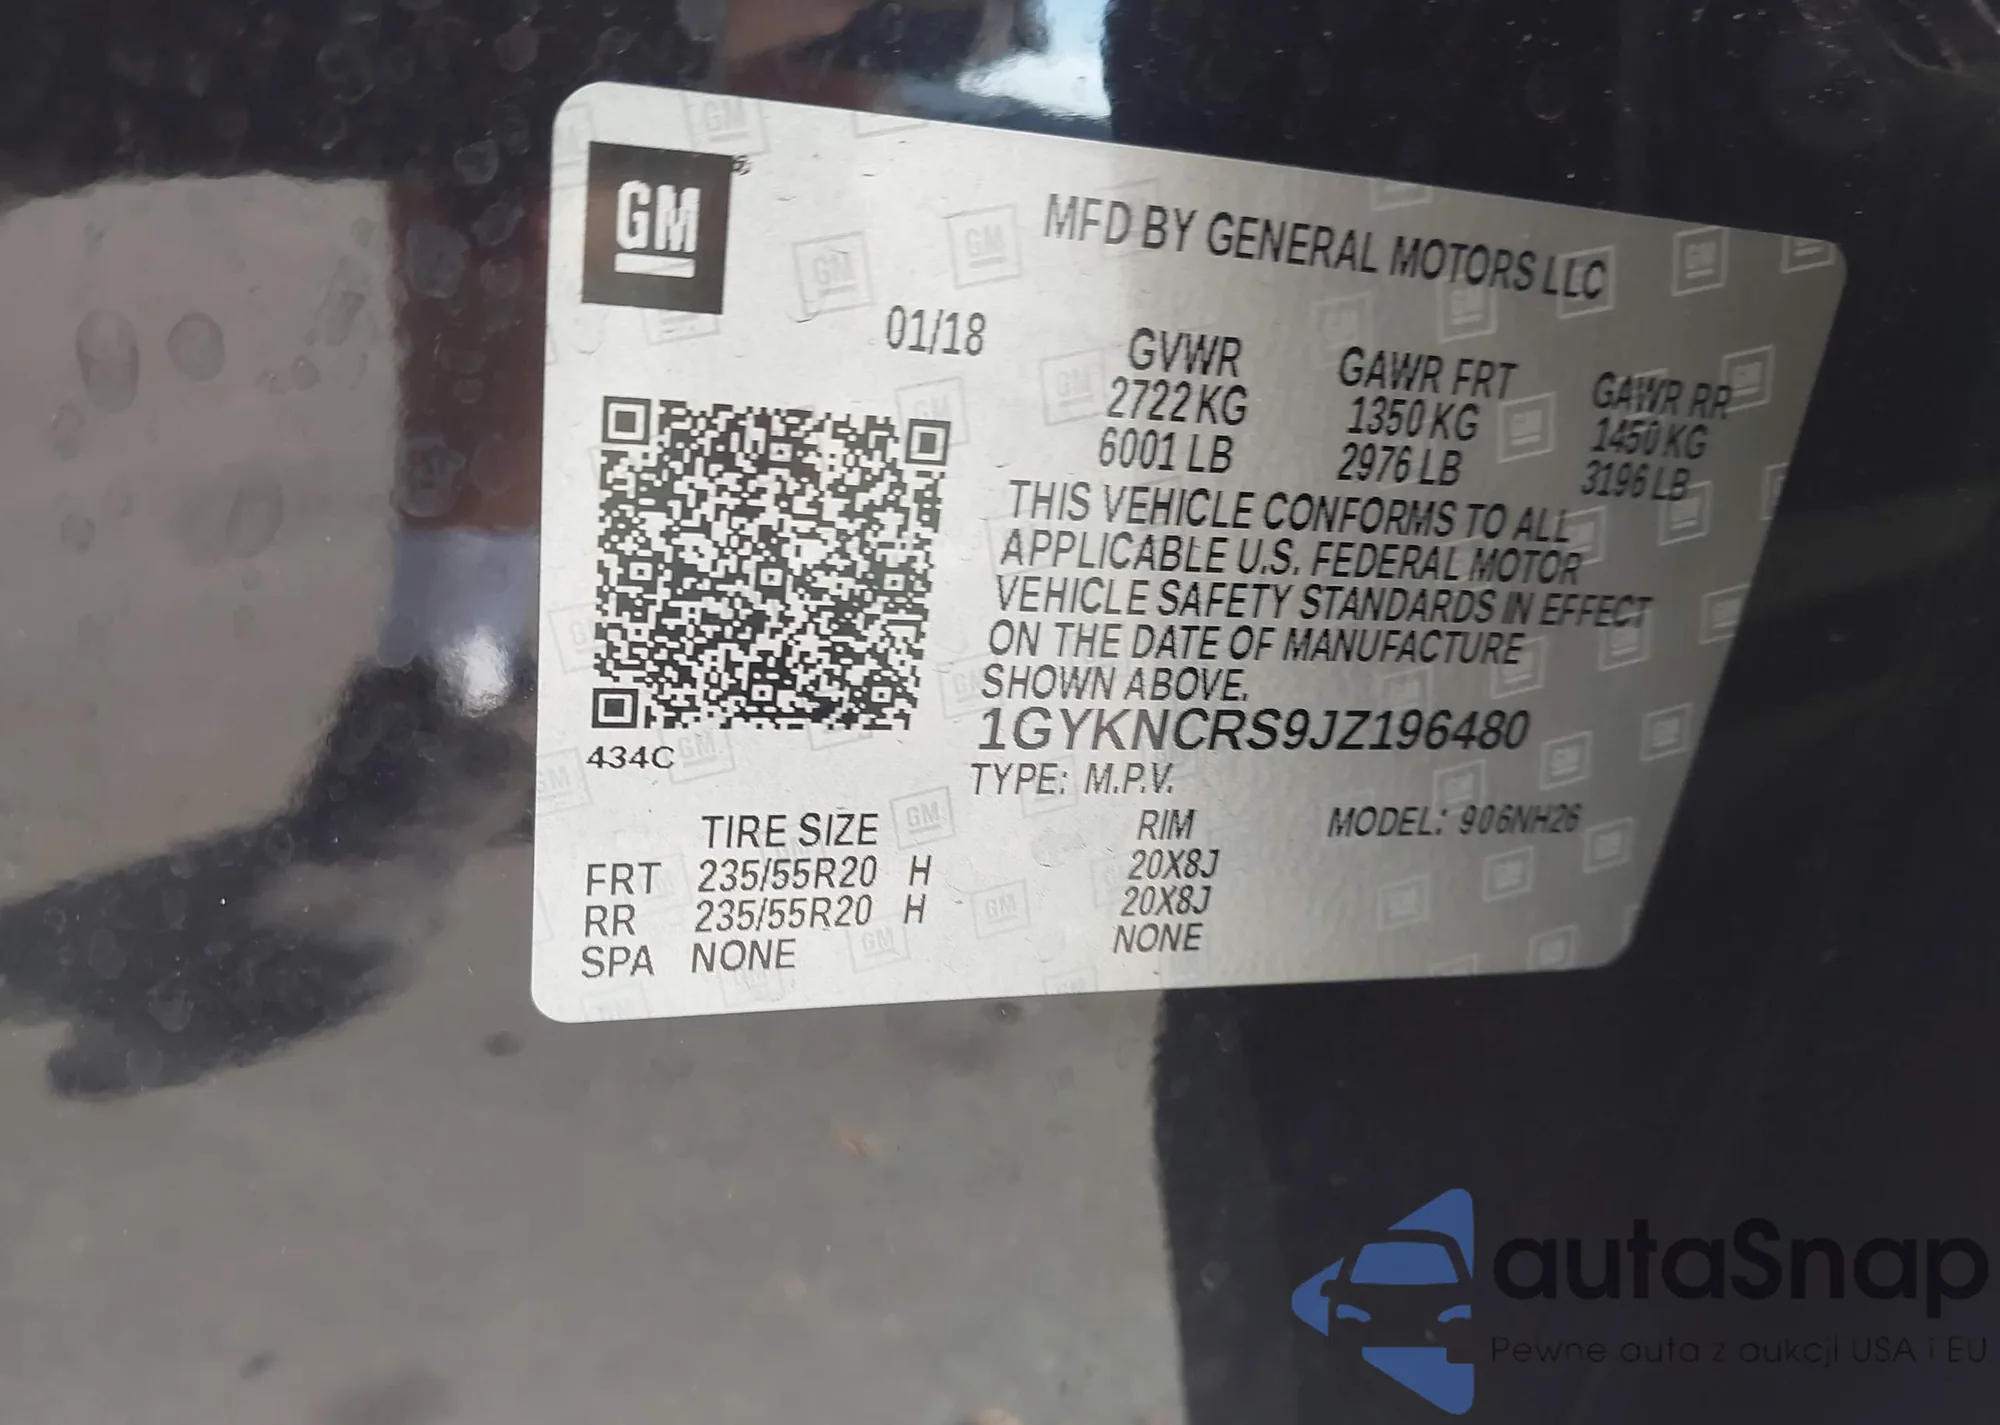 GM
MFD BY GENERAL MOTORS LLC
01/18
GVWR GAWR FRT GAWR RR
2722 KG 1350 KG 1450 KG
6001 LB 2976 LB 3196 LB
THIS VEHICLE CONFORMS TO ALL
APPLICABLE U.S. FEDERAL MOTOR
VEHICLE SAFETY STANDARDS IN EFFECT
ON THE DATE OF MANUFACTURE
SHOWN ABOVE.
1GYKNCRS9JZ196480
434C
TYPE: M.P.V.
MODEL: 906NH26
TIRE SIZE RIM
FRT 235/55R20 H 20X8J
RR 235/55R20 H 20X8J
SPA NONE NONE
autaSnap
Pewne auta z aukcji USA i EU